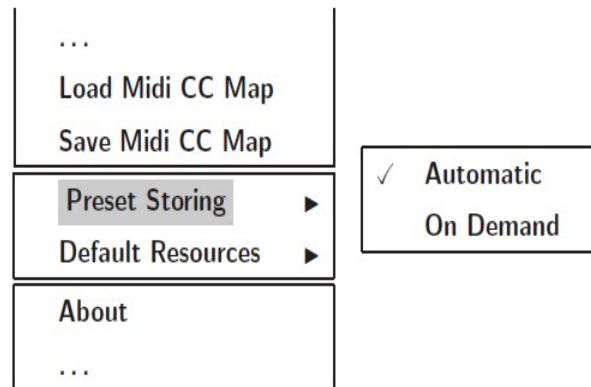 ...
Load Midi CC Map
Save Midi CC Map
Preset Storing ▶
Default Resources ▶
About
...
✓ Automatic
On Demand